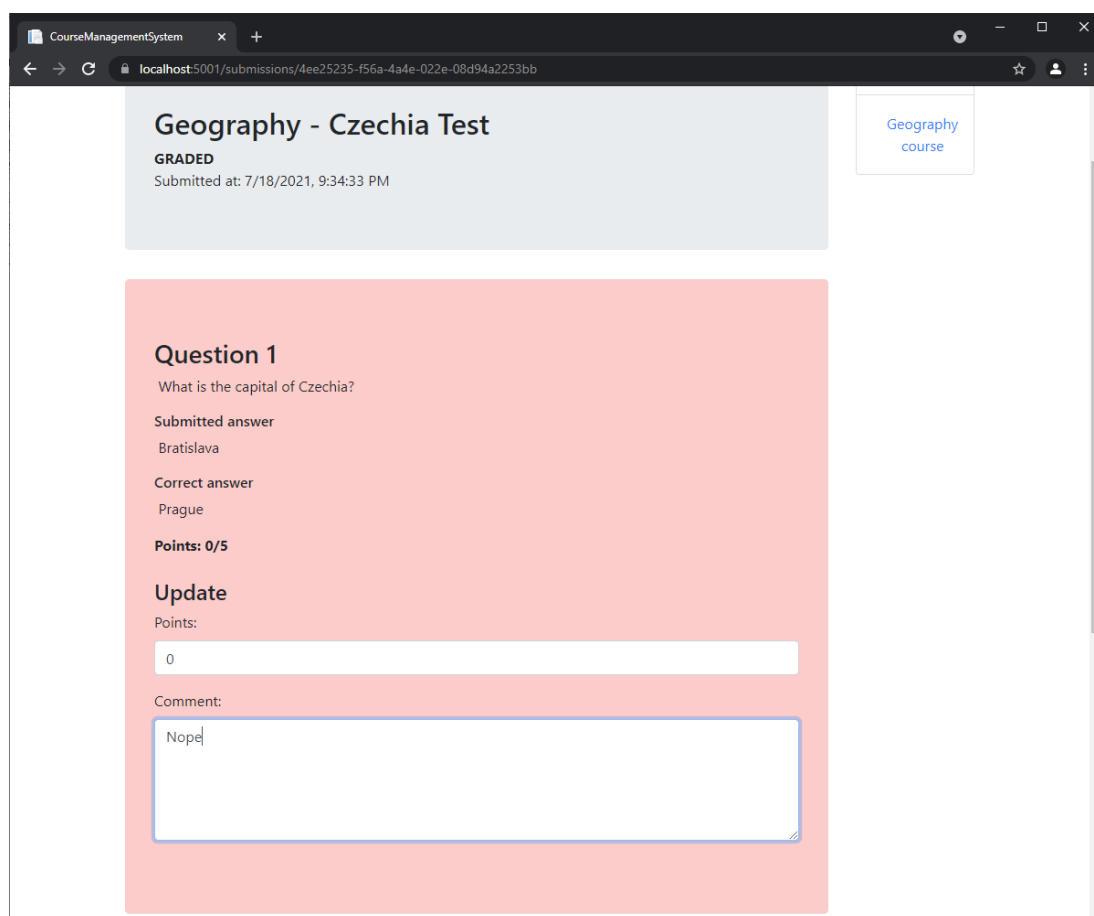 CourseManagementSystem
localhost:5001/submissions/4ee25235-f56a-4a4e-022e-08d94a2253bb
Geography - Czechia Test
GRADED
Submitted at: 7/18/2021, 9:34:33 PM
Geography
course
Question 1
What is the capital of Czechia?
Submitted answer
Bratislava
Correct answer
Prague
Points: 0/5
Update
Points:
0
Comment:
Nope